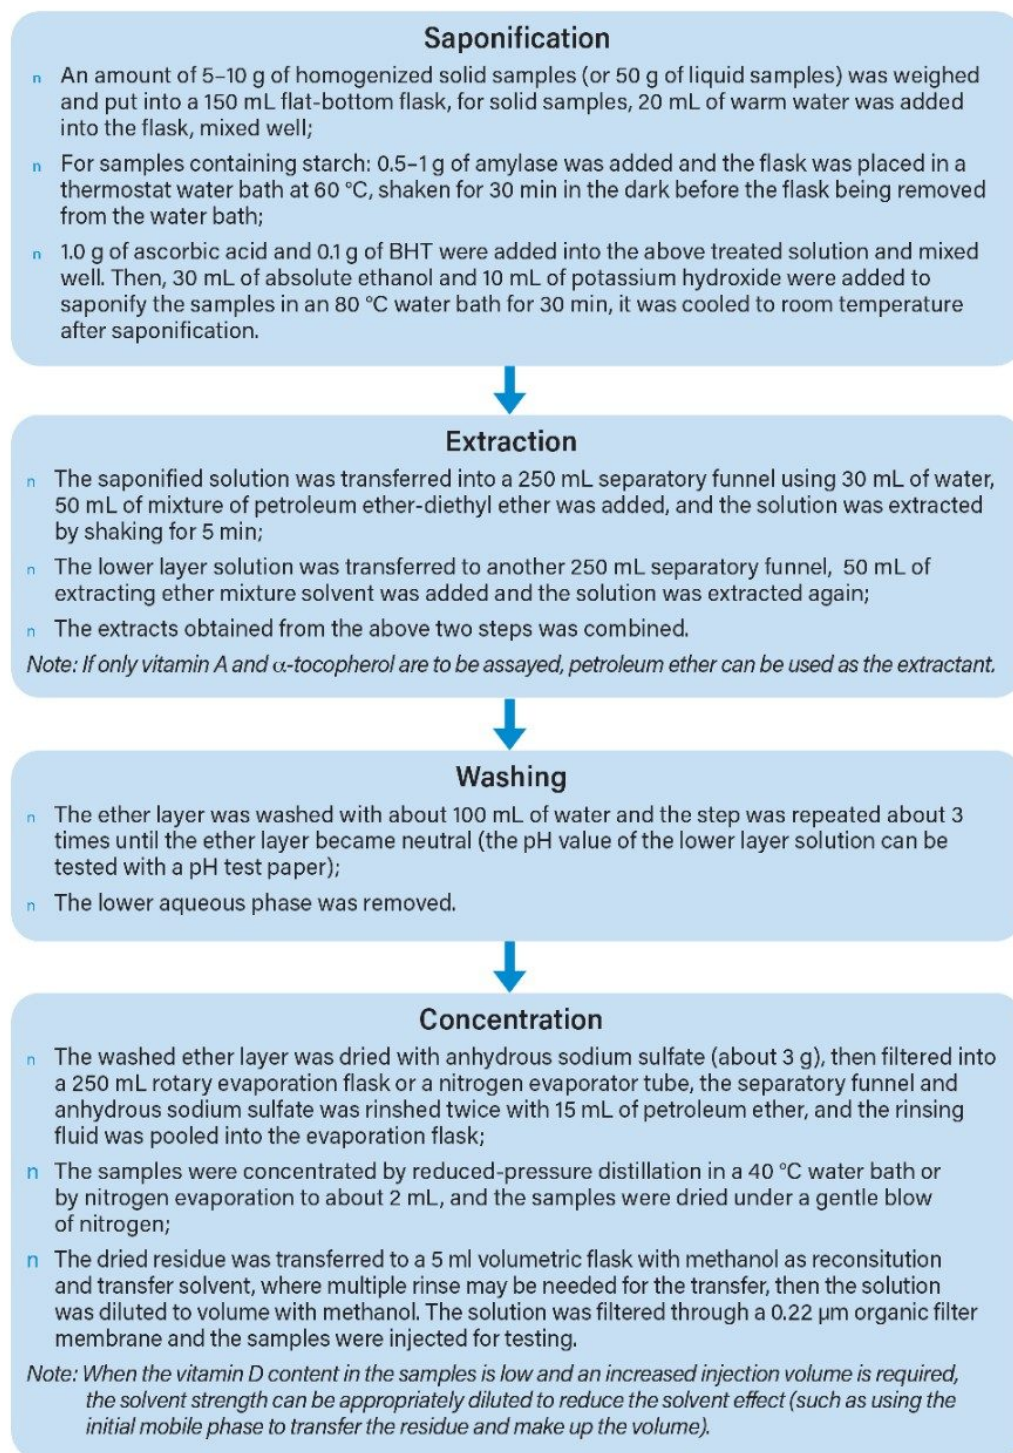 Saponification
n An amount of 5–10 g of homogenized solid samples (or 50 g of liquid samples) was weighed
and put into a 150 mL flat-bottom flask, for solid samples, 20 mL of warm water was added
into the flask, mixed well;
n For samples containing starch: 0.5–1 g of amylase was added and the flask was placed in a
thermostat water bath at 60 °C, shaken for 30 min in the dark before the flask being removed
from the water bath;
n 1.0 g of ascorbic acid and 0.1 g of BHT were added into the above treated solution and mixed
well. Then, 30 mL of absolute ethanol and 10 mL of potassium hydroxide were added to
saponify the samples in an 80 °C water bath for 30 min, it was cooled to room temperature
after saponification.
Extraction
n The saponified solution was transferred into a 250 mL separatory funnel using 30 mL of water,
50 mL of mixture of petroleum ether-diethyl ether was added, and the solution was extracted
by shaking for 5 min;
n The lower layer solution was transferred to another 250 mL separatory funnel, 50 mL of
extracting ether mixture solvent was added and the solution was extracted again;
n The extracts obtained from the above two steps was combined.
Note: If only vitamin A and α-tocopherol are to be assayed, petroleum ether can be used as the extractant.
Washing
n The ether layer was washed with about 100 mL of water and the step was repeated about 3
times until the ether layer became neutral (the pH value of the lower layer solution can be
tested with a pH test paper);
n The lower aqueous phase was removed.
Concentration
n The washed ether layer was dried with anhydrous sodium sulfate (about 3 g), then filtered into
a 250 mL rotary evaporation flask or a nitrogen evaporator tube, the separatory funnel and
anhydrous sodium sulfate was rinshed twice with 15 mL of petroleum ether, and the rinsing
fluid was pooled into the evaporation flask;
n The samples were concentrated by reduced-pressure distillation in a 40 °C water bath or
by nitrogen evaporation to about 2 mL, and the samples were dried under a gentle blow
of nitrogen;
n The dried residue was transferred to a 5 ml volumetric flask with methanol as reconsitution
and transfer solvent, where multiple rinse may be needed for the transfer, then the solution
was diluted to volume with methanol. The solution was filtered through a 0.22 µm organic filter
membrane and the samples were injected for testing.
Note: When the vitamin D content in the samples is low and an increased injection volume is required,
the solvent strength can be appropriately diluted to reduce the solvent effect (such as using the
initial mobile phase to transfer the residue and make up the volume).